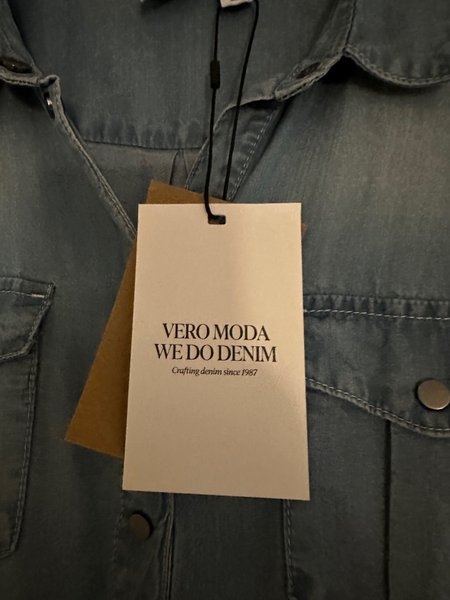 VERO MODA
WE DO DENIM
Crafting denim since 1987